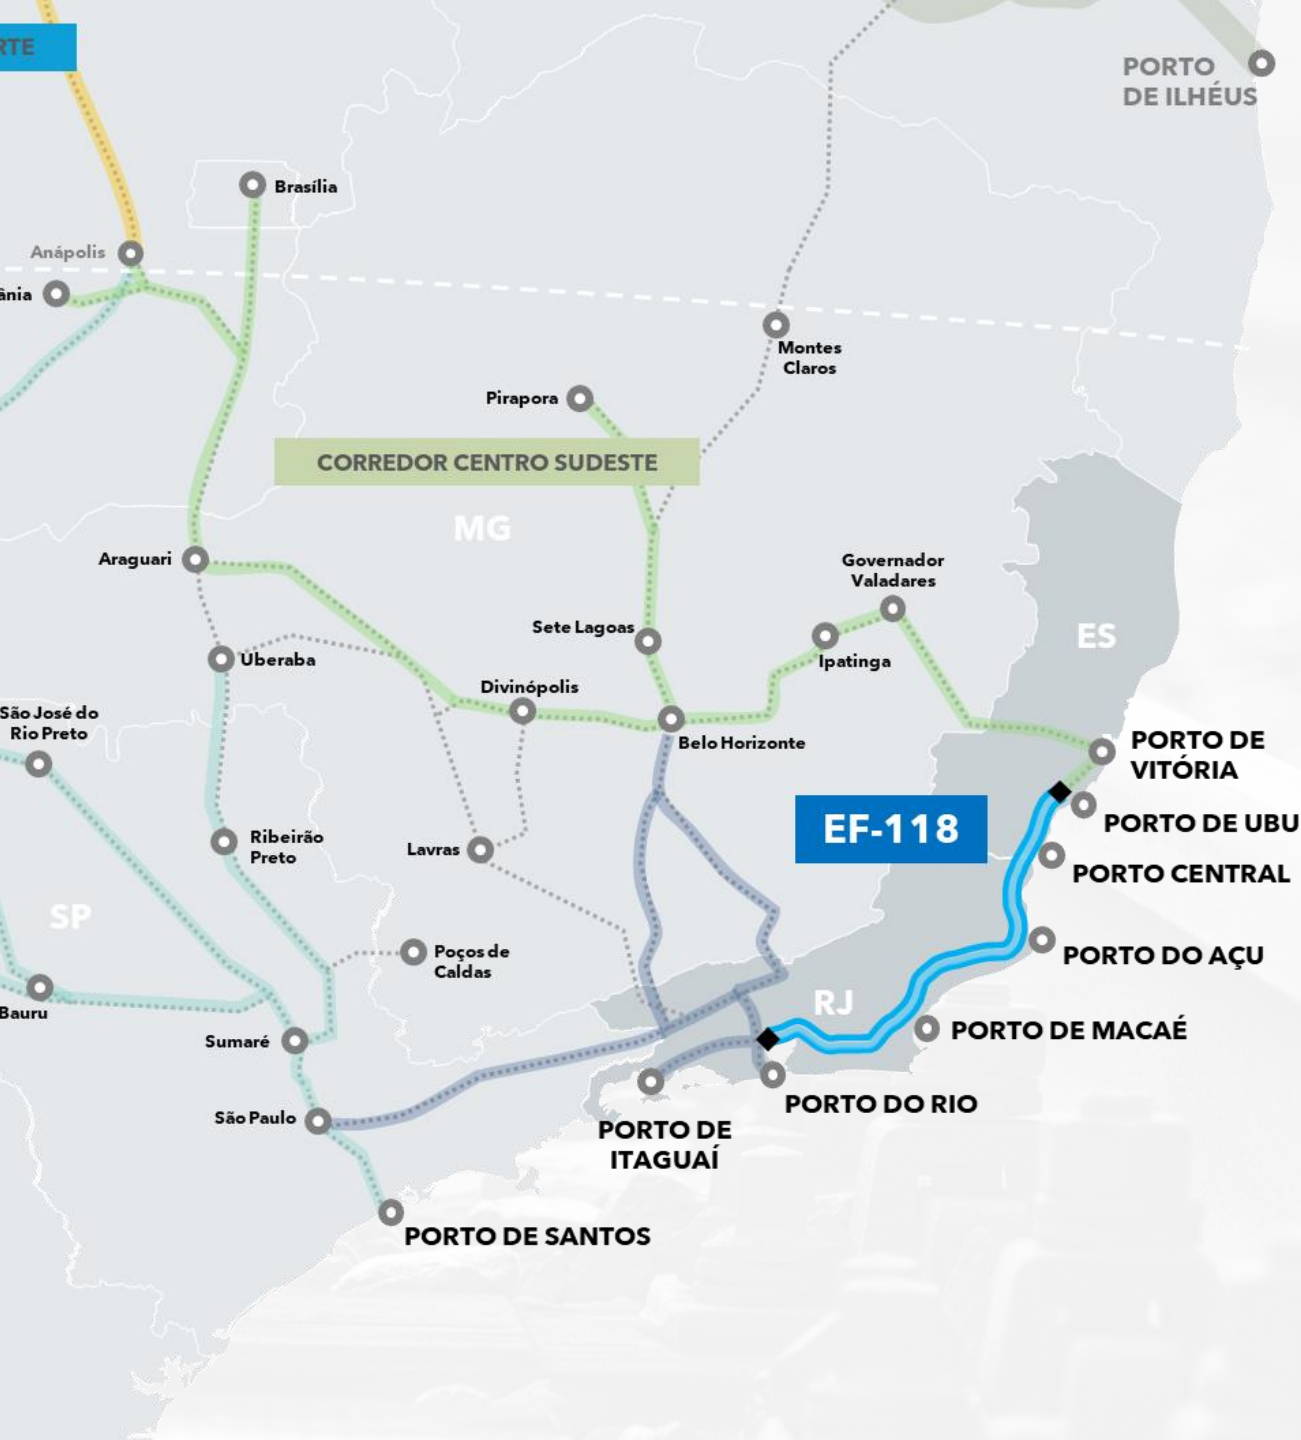 RTE
PORTO
DE ILHÉUS
Brasília
Anápolis
ânia
Montes
Claros
Pirapora
CORREDOR CENTRO SUDESTE
MG
Araguari
Governador
Valadares
Sete Lagoas
ES
Ipatinga
Uberaba
Divinópolis
São José do
Rio Preto
Belo Horizonte
PORTO DE
VITÓRIA
EF-118
PORTO DE UBU
Ribeirão
Preto
Lavras
PORTO CENTRAL
SP
Poços de
Caldas
PORTO DO AÇU
Bauru
RJ
PORTO DE MACAÉ
Sumaré
PORTO DO RIO
São Paulo
PORTO DE
ITAGUAÍ
PORTO DE SANTOS